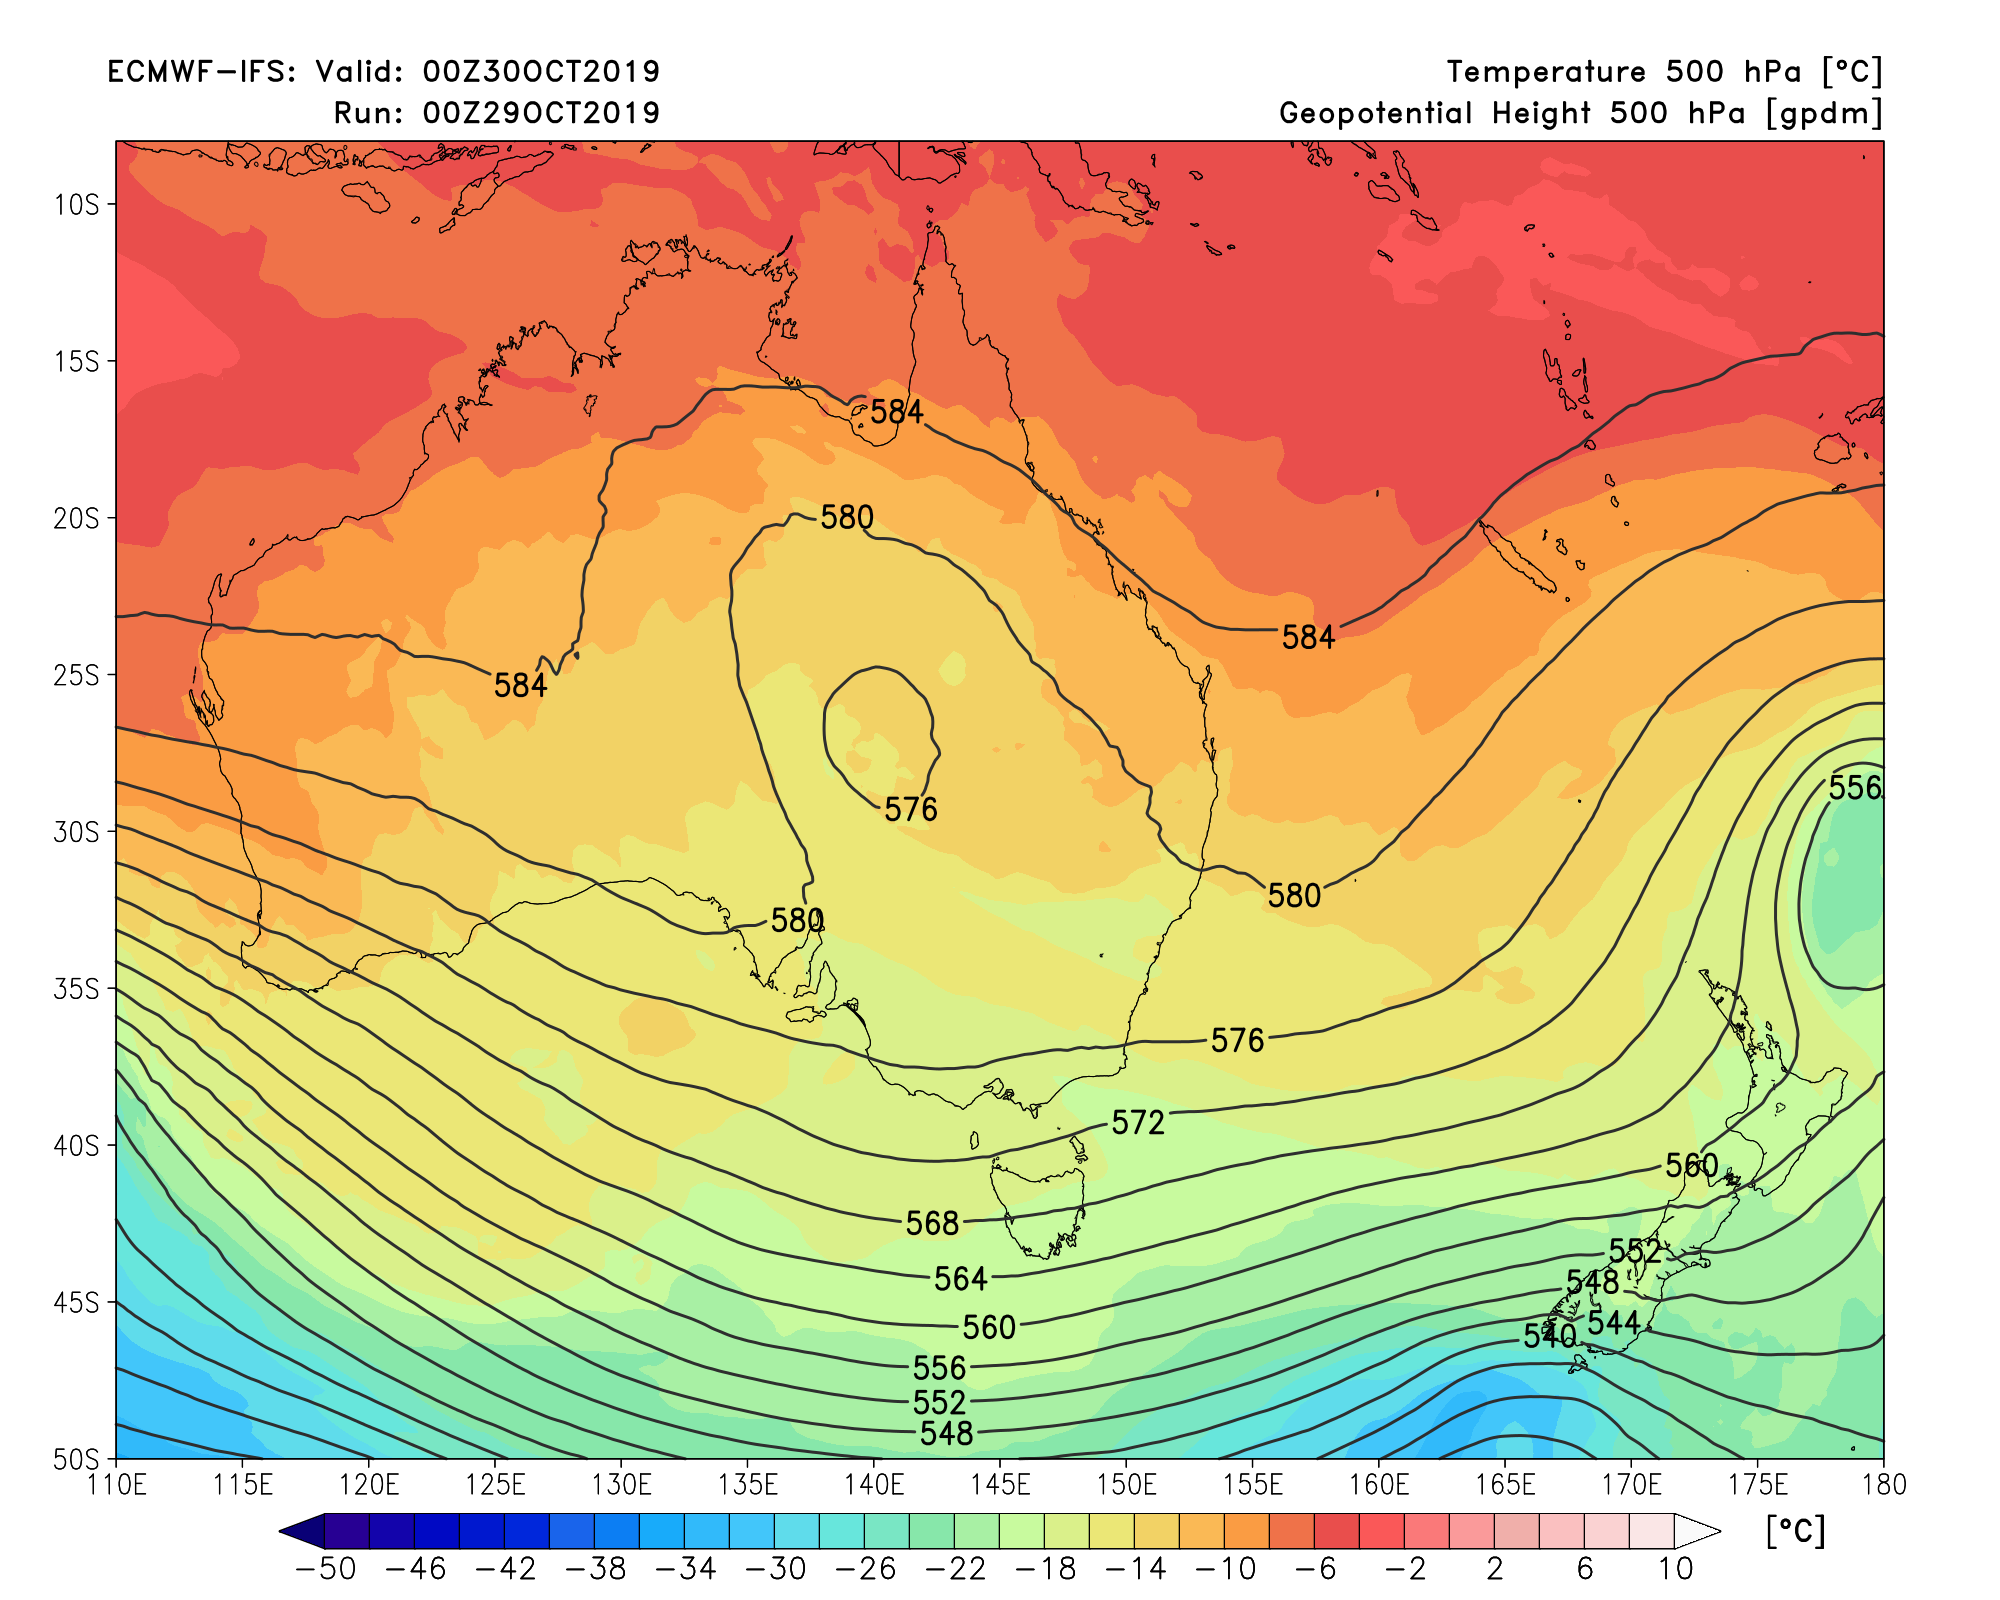 ECMWF-IFS: Valid: 00Z30OCT2019
Temperature 500 hPa [°C]
Run: 00Z29OCT2019
Geopotential Height 500 hPa [gpdm]
10S
15S
584
20S
580
584
25S
584
556
576
30S
580
580
35S
576
572
40S
560
568
552
564
548
45S
544
560
540
556
552
548
50S
110E 115E 120E 125E 130E 135E 140E 145E 150E 155E 160E 165E 170E 175E 180
[°C]
-50 -46 -42 -38 -34 -30 -26 -22 -18 -14 -10 -6 -2 2 6 10